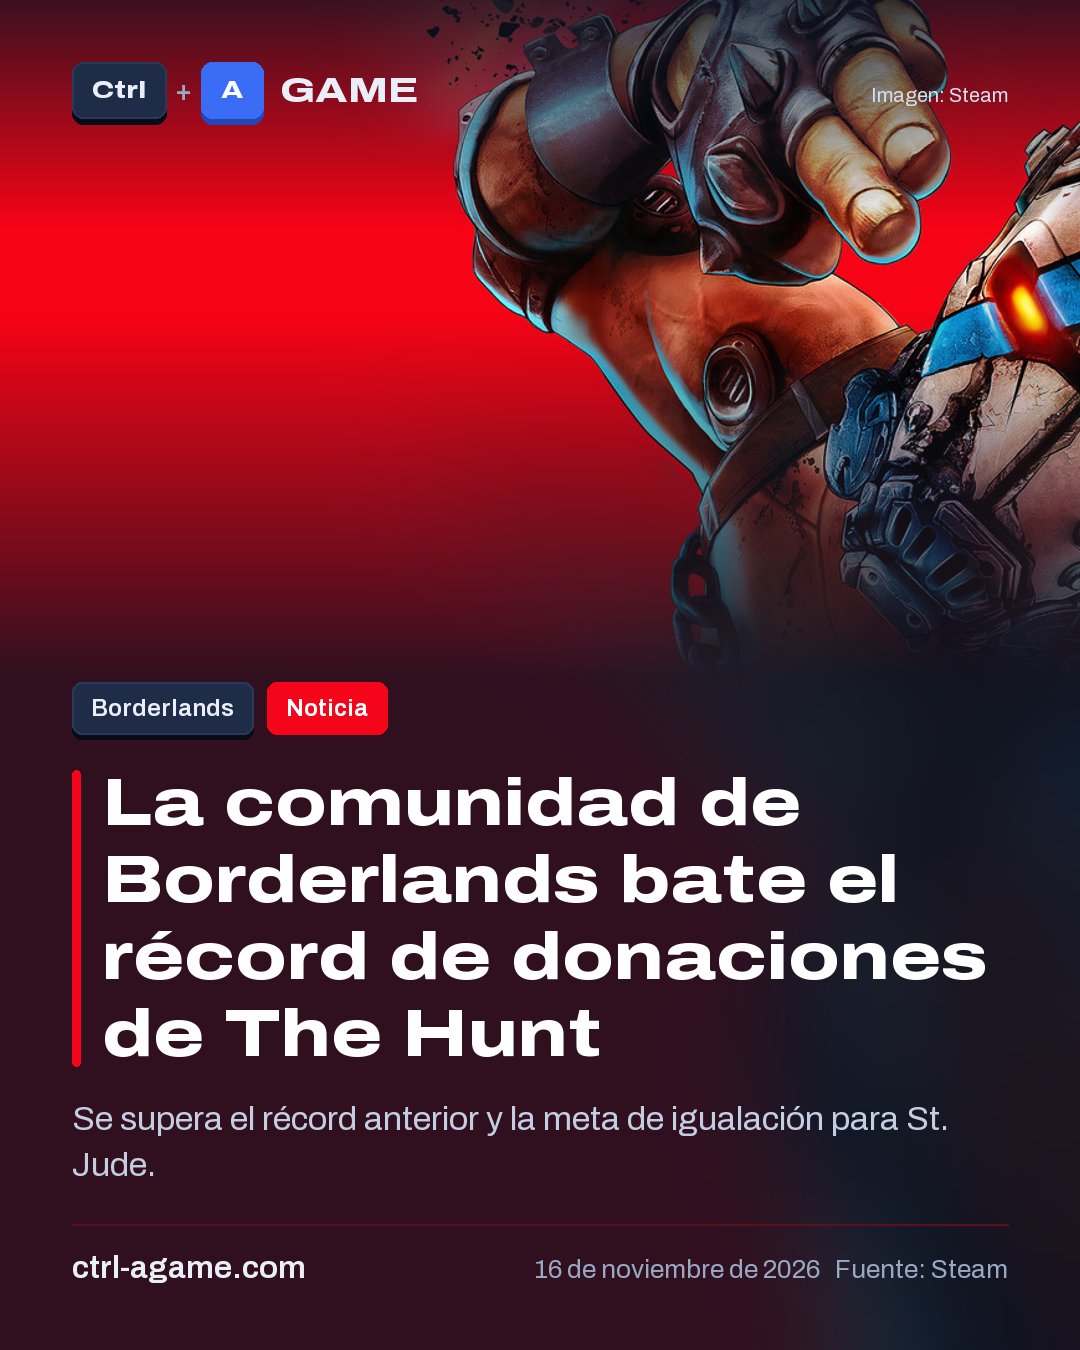 Ctrl + A GAME
Imagen: Steam
Borderlands Noticia
La comunidad de
Borderlands bate el
récord de donaciones
de The Hunt
Se supera el récord anterior y la meta de igualación para St.
Jude.
ctrl-agame.com
16 de noviembre de 2026 Fuente: Steam